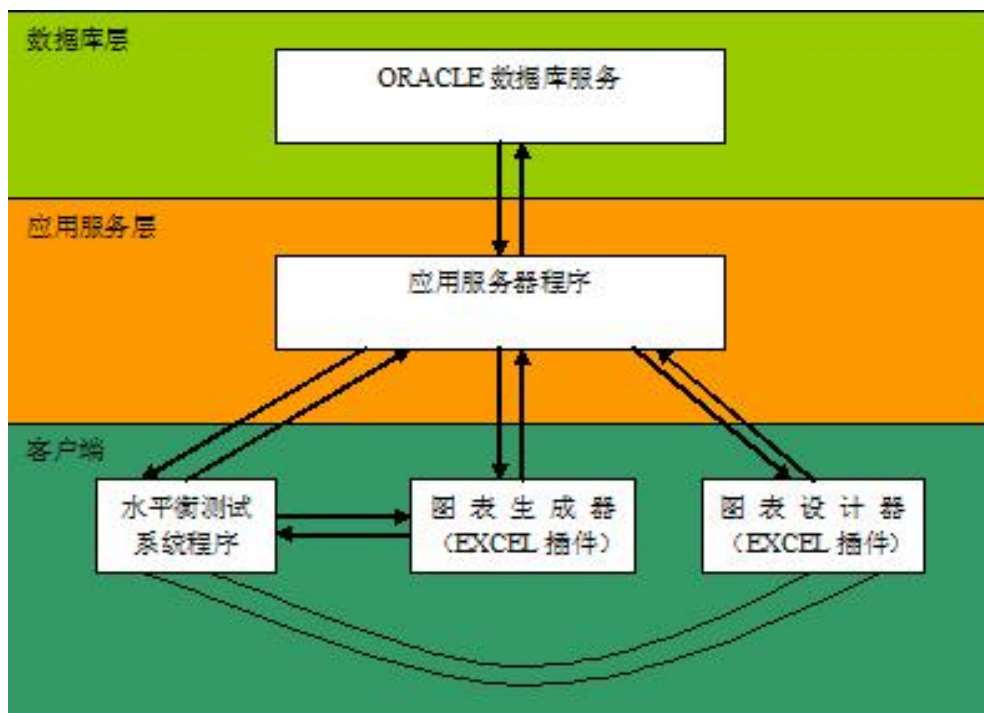 数据库层
ORACLE 数据库服务
应用服务层
应用服务器程序
客户端
水平衡测试
系统程序
图表生成器
（EXCEL 插件）
图表设计器
（EXCEL 插件）